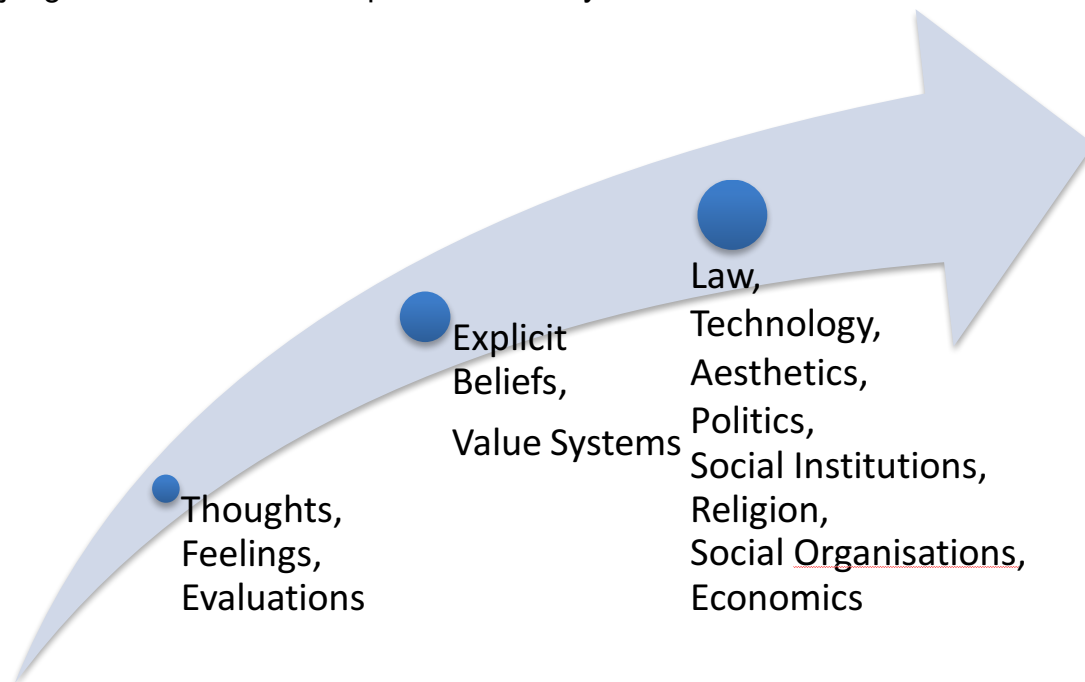 Thoughts,
Feelings,
Evaluations
Explicit
Beliefs,
Value Systems
Law,
Technology,
Aesthetics,
Politics,
Social Institutions,
Religion,
Social Organisations,
Economics